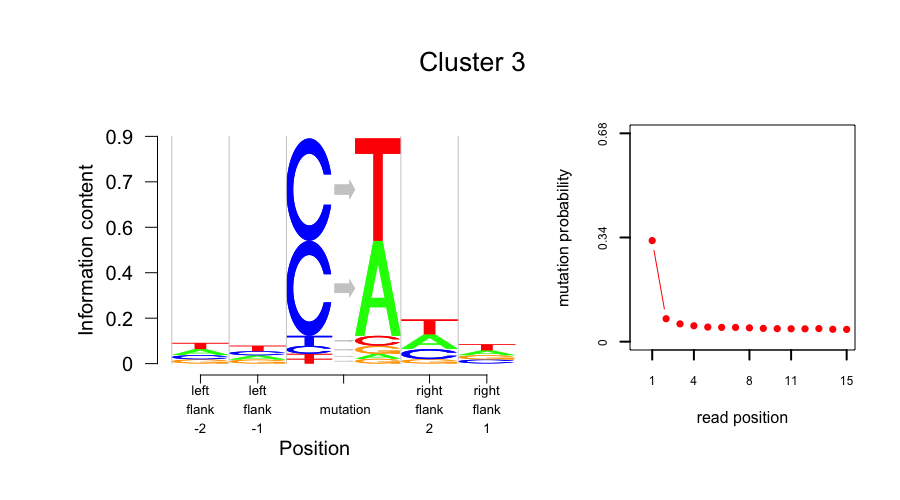 Cluster 3
Information content
0.9
0.7
0.6
0.4
0.2
0
C T
C A
left flank -2
left flank -1
mutation
right flank 2
right flank 1
Position
mutation probability
0.68
0.34
0
1 4 8 11 15
read position